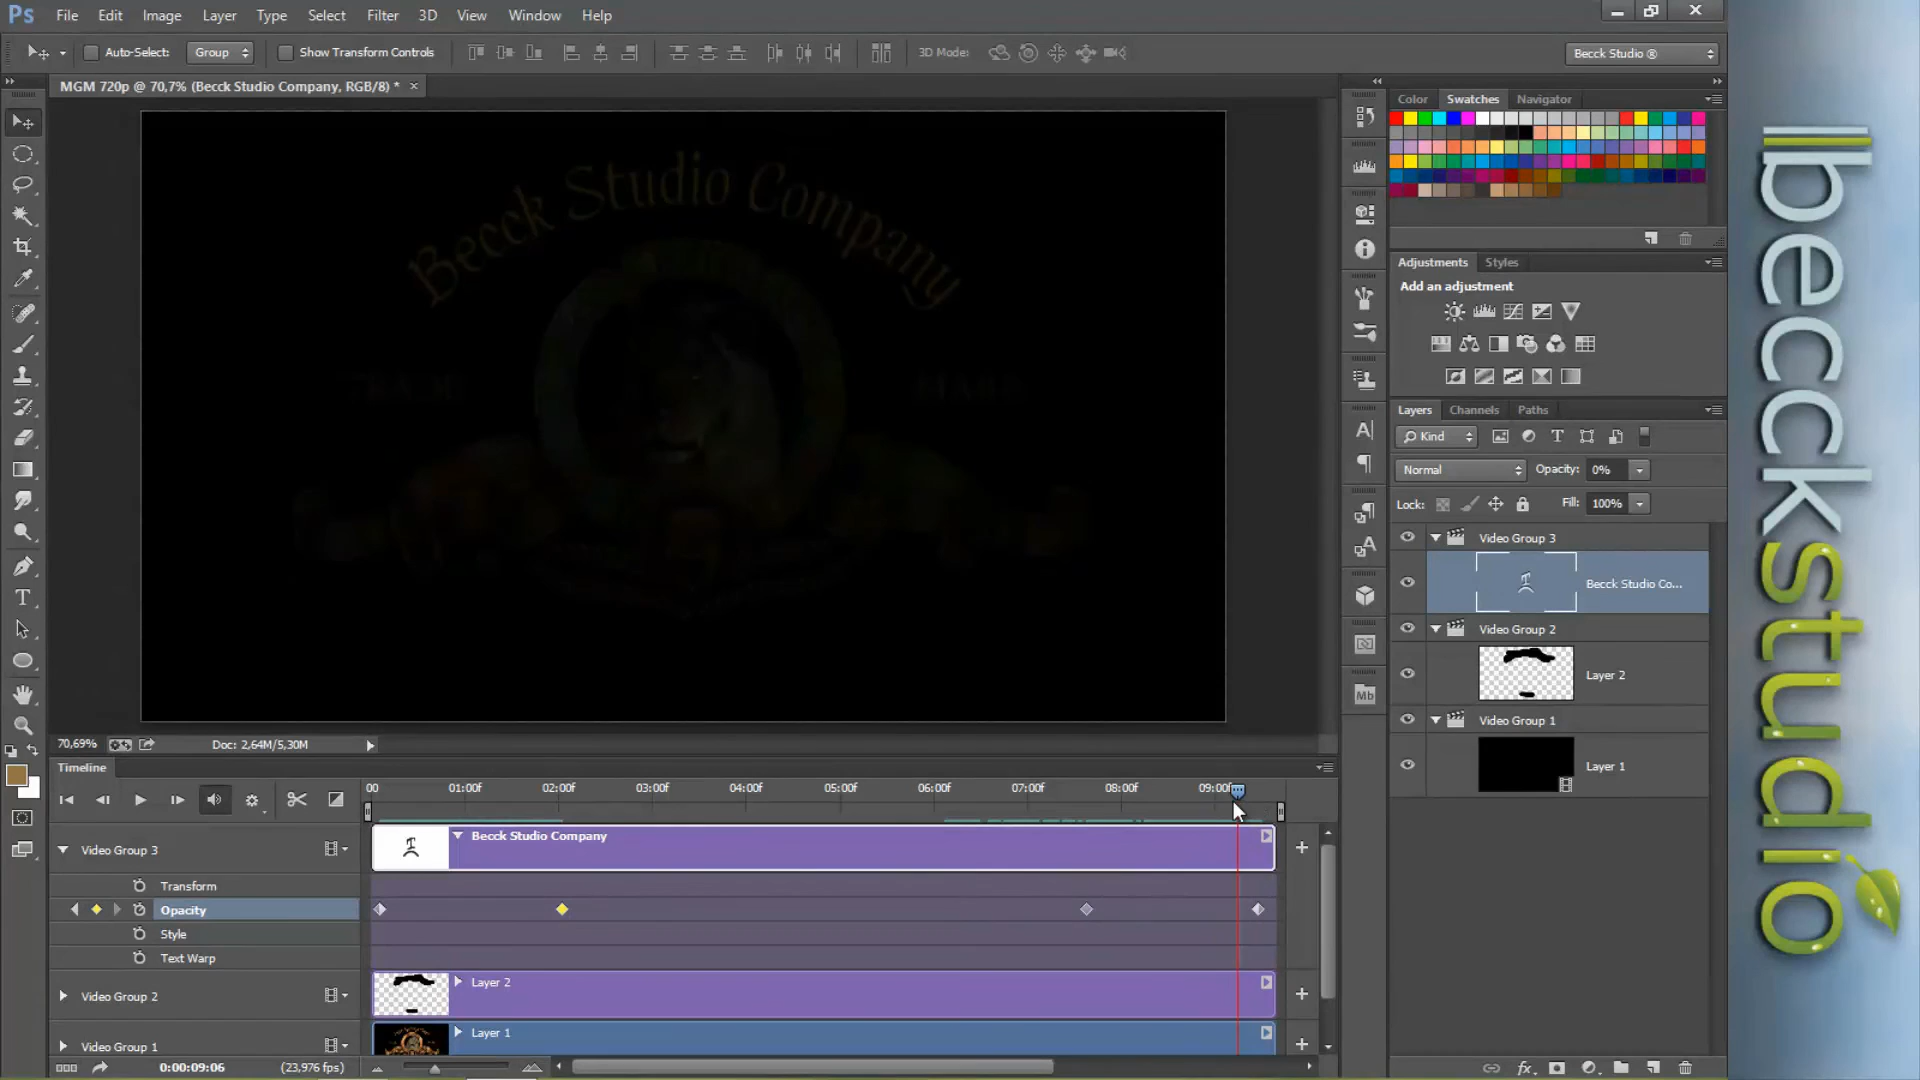 Ps File Edit Image Layer Type Select Filter 3D View Window Help
Auto-Select: Group Show Transform Controls 3D Mode: Becck Studio ®
MGM 720p @ 70,7% (Becck Studio Company, RGB/8) * ×
Color Swatches Navigator
Becck Studio Company
Adjustments Styles
Add an adjustment
TRADE MARK
Layers Channels Paths
Kind
Normal Opacity: 0%
Lock: Fill: 100%
Video Group 3
Becck Studio Co...
Video Group 2
Layer 2
Video Group 1
Layer 1
Mb
70,69% Doc: 2,64M/5,30M
Timeline
00 01:00f 02:00f 03:00f 04:00f 05:00f 06:00f 07:00f 08:00f 09:00f
Video Group 3 Becck Studio Company
Transform
Opacity
Style
Text Warp
Video Group 2 Layer 2
Video Group 1 Layer 1
0:00:09:06 (23,976 fps)
fx
beckstudio